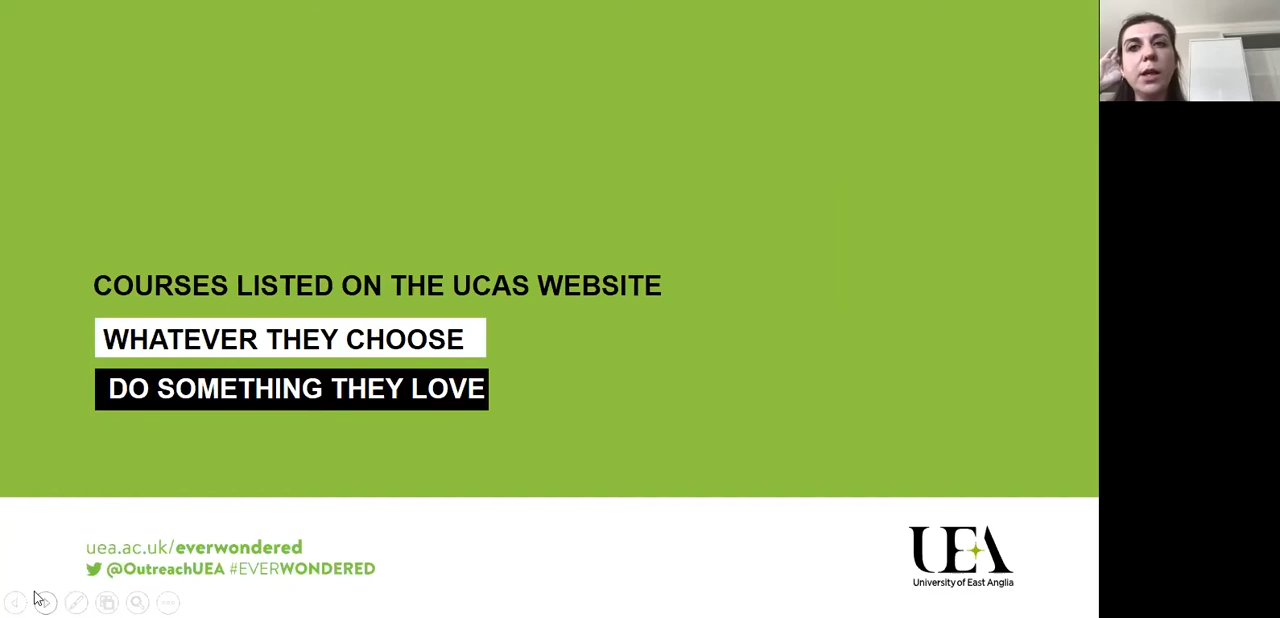 COURSES LISTED ON THE UCAS WEBSITE
WHATEVER THEY CHOOSE
DO SOMETHING THEY LOVE
uea.ac.uk/everwondered
@OutreachUEA #EVERWONDERED
UEA
University of East Anglia